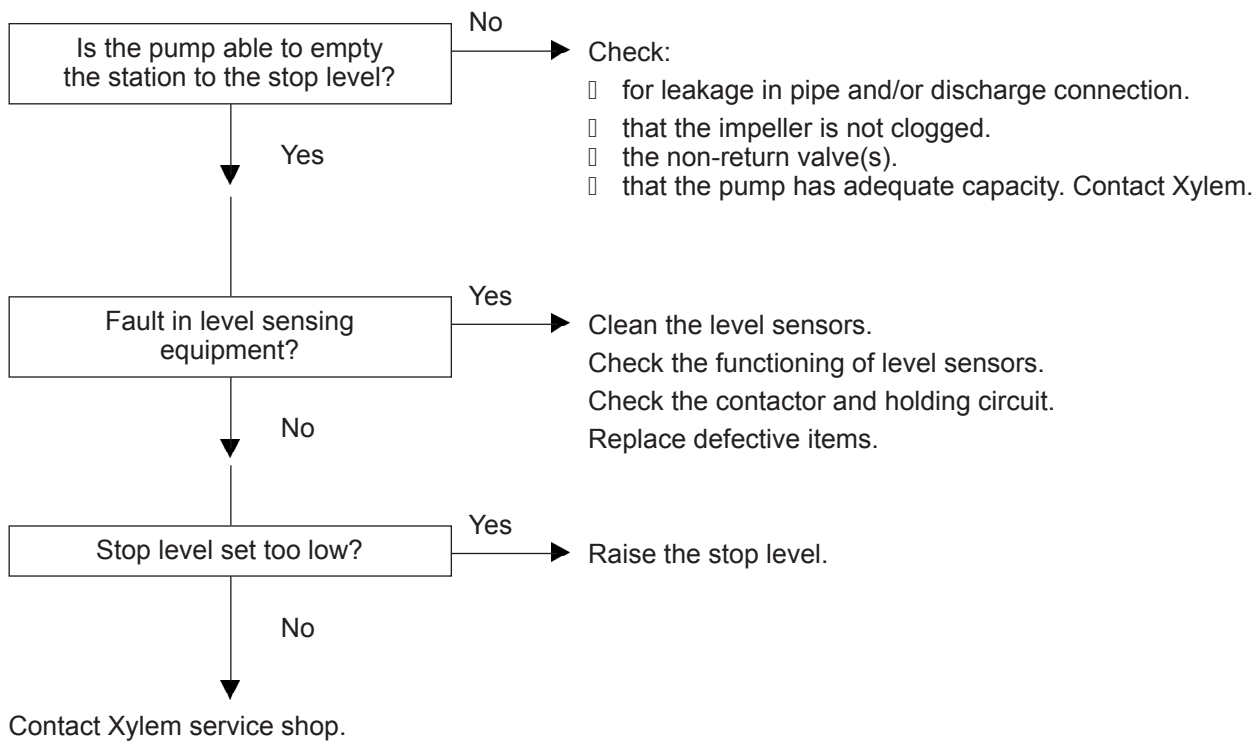 Is the pump able to empty
the station to the stop level?
No
Check:
for leakage in pipe and/or discharge connection.
that the impeller is not clogged.
the non-return valve(s).
that the pump has adequate capacity. Contact Xylem.
Yes
Fault in level sensing
equipment?
Yes
Clean the level sensors.
Check the functioning of level sensors.
Check the contactor and holding circuit.
Replace defective items.
No
Stop level set too low?
Yes
Raise the stop level.
No
Contact Xylem service shop.